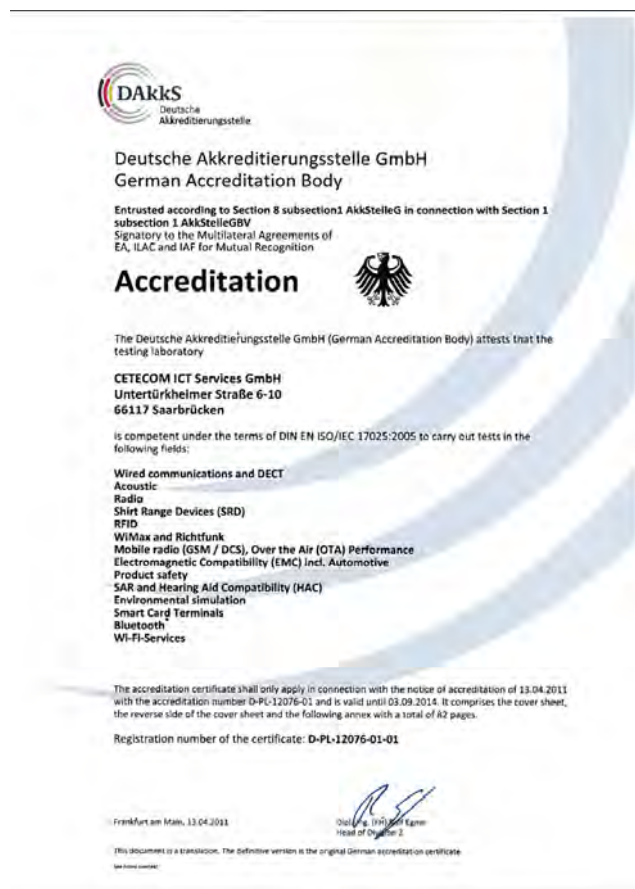 DAkkS
Deutsche
Akkreditierungsstelle
Deutsche Akkreditierungsstelle GmbH
German Accreditation Body
Entrusted according to Section 8 subsection1 AkkStelleG in connection with Section 1
subsection 1 AkkStelleGBV
Signatory to the Multilateral Agreements of
EA, ILAC and IAF for Mutual Recognition
Accreditation
The Deutsche Akkreditierungsstelle GmbH (German Accreditation Body) attests that the
testing laboratory
CETECOM ICT Services GmbH
Untertürkheimer Straße 6-10
66117 Saarbrücken
is competent under the terms of DIN EN ISO/IEC 17025:2005 to carry out tests in the
following fields:
Wired communications and DECT
Acoustic
Radio
Shirt Range Devices (SRD)
RFID
WiMax and Richtfunk
Mobile radio (GSM / DCS), Over the Air (OTA) Performance
Electromagnetic Compatibility (EMC) incl. Automotive
Product safety
SAR and Hearing Aid Compatibility (HAC)
Environmental simulation
Smart Card Terminals
Bluetooth
Wi-Fi-Services
The accreditation certificate shall only apply in connection with the notice of accreditation of 13.04.2011
with the accreditation number D-PL-12076-01 and is valid until 03.09.2014. It comprises the cover sheet,
the reverse side of the cover sheet and the following annex with a total of 82 pages.
Registration number of the certificate: D-PL-12076-01-01
Frankfurt am Main, 13.04.2011
Egner
Head of Division 2
This document is a translation. The definitive version is the original German accreditation certificate